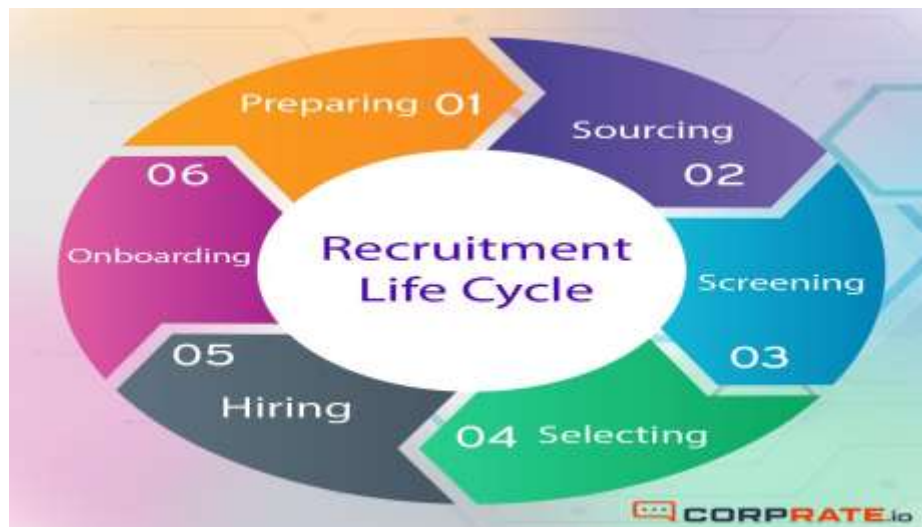 Recruitment
Life Cycle
Preparing 01
Sourcing
02
Screening
03
04 Selecting
05
Hiring
06
Onboarding
CORPRATE.io